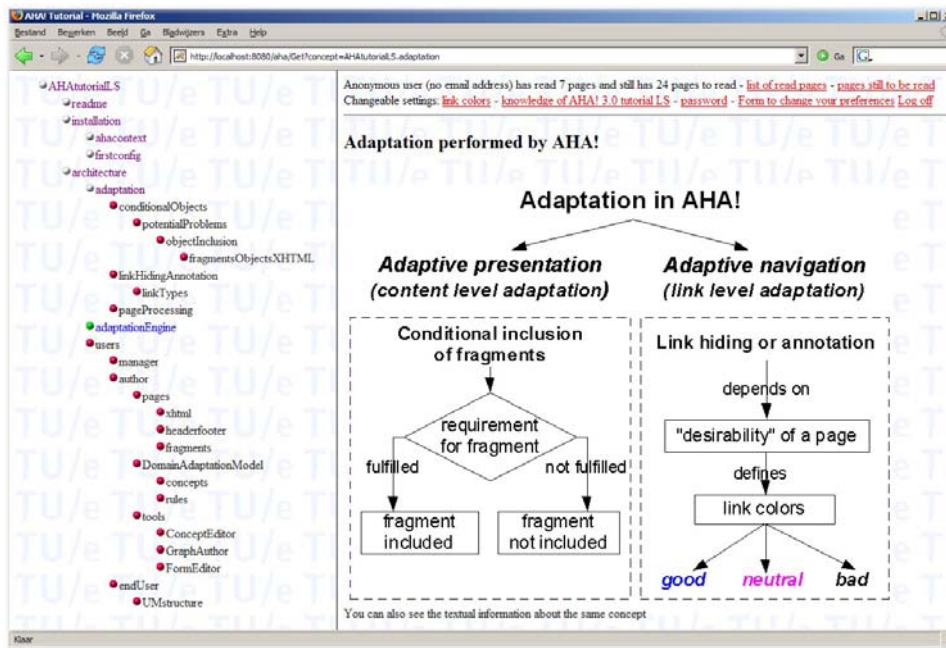 AHA! Tutorial - Mozilla Firefox
Bestand Bewerken Beeld Ga Bladwijzers Extra Help
http://localhost:8080/aha/Get?concept=AHAtutorialLS.adaptation
Ga
AHAtutorialLS
readme
installation
ahacontext
firstconfig
architecture
adaptation
conditionalObjects
potentialProblems
objectInclusion
fragmentsObjectsXHTML
linkHidingAnnotation
linkTypes
pageProcessing
adaptationEngine
users
manager
author
pages
xhtml
headerfooter
fragments
DomainAdaptationModel
concepts
rules
tools
ConceptEditor
GraphAuthor
FormEditor
endUser
UMstructure
Anonymous user (no email address) has read 7 pages and still has 24 pages to read - list of read pages - pages still to be read
Changeable settings: link colors - knowledge of AHA! 3.0 tutorial LS - password - Form to change your preferences Log off
Adaptation performed by AHA!
Adaptation in AHA!
Adaptive presentation
(content level adaptation)
Adaptive navigation
(link level adaptation)
Conditional inclusion
of fragments
requirement
for fragment
fulfilled
not fulfilled
fragment
included
fragment
not included
Link hiding or annotation
depends on
"desirability" of a page
defines
link colors
good neutral bad
You can also see the textual information about the same concept
Klaar